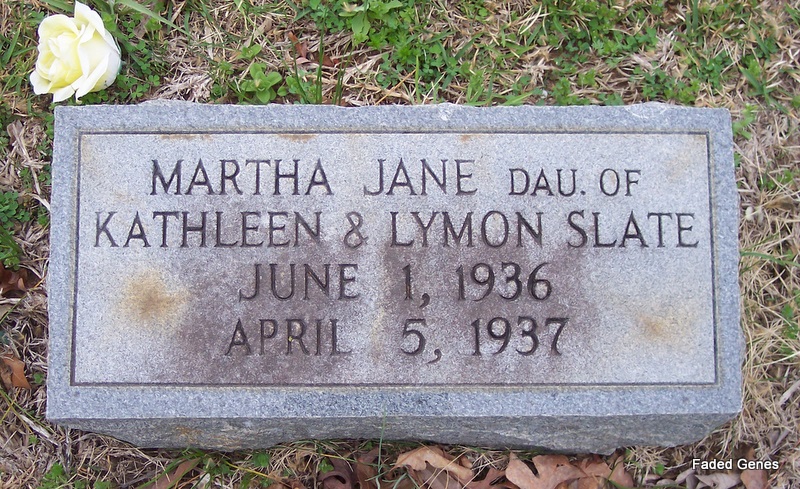 MARTHA JANE DAU. OF
KATHLEEN & LYMON SLATE
JUNE 1, 1936
APRIL 5, 1937
Faded Genes